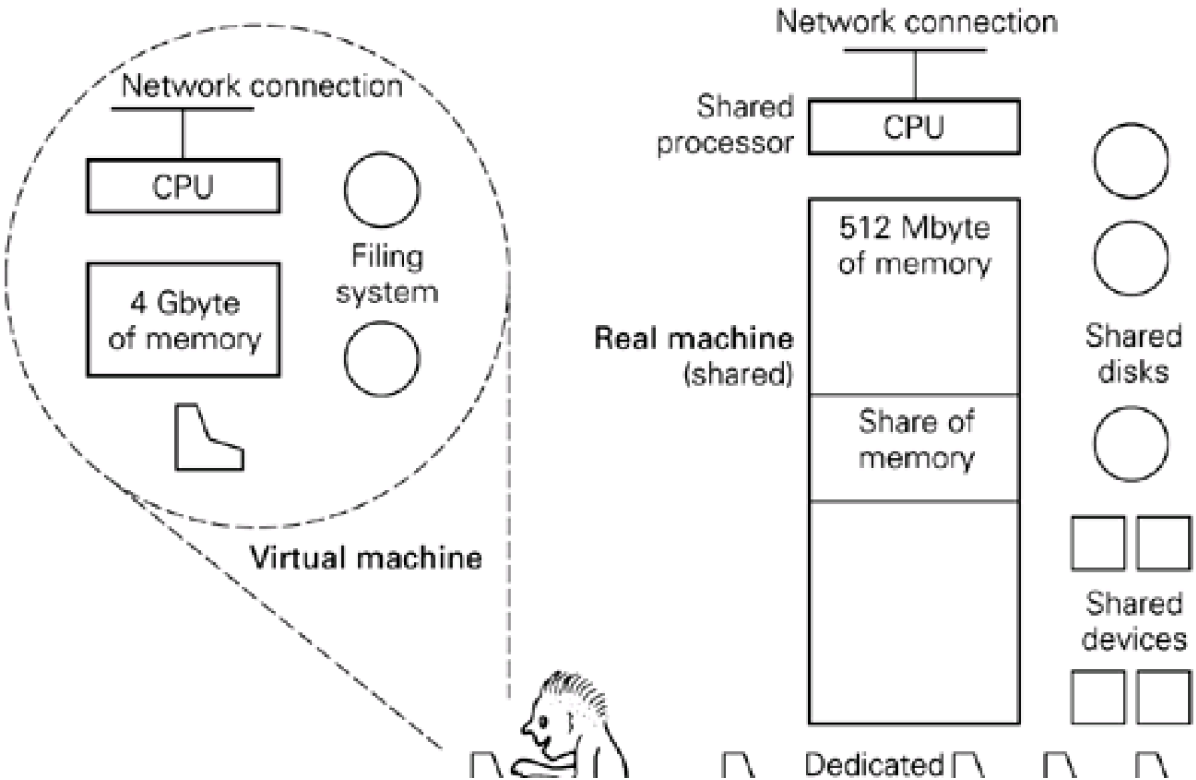 Network connection
CPU
Filing
system
4 Gbyte
of memory
Virtual machine
Network connection
Shared
processor
CPU
512 Mbyte
of memory
Real machine
(shared)
Share of
memory
Shared
disks
Shared
devices
Dedicated